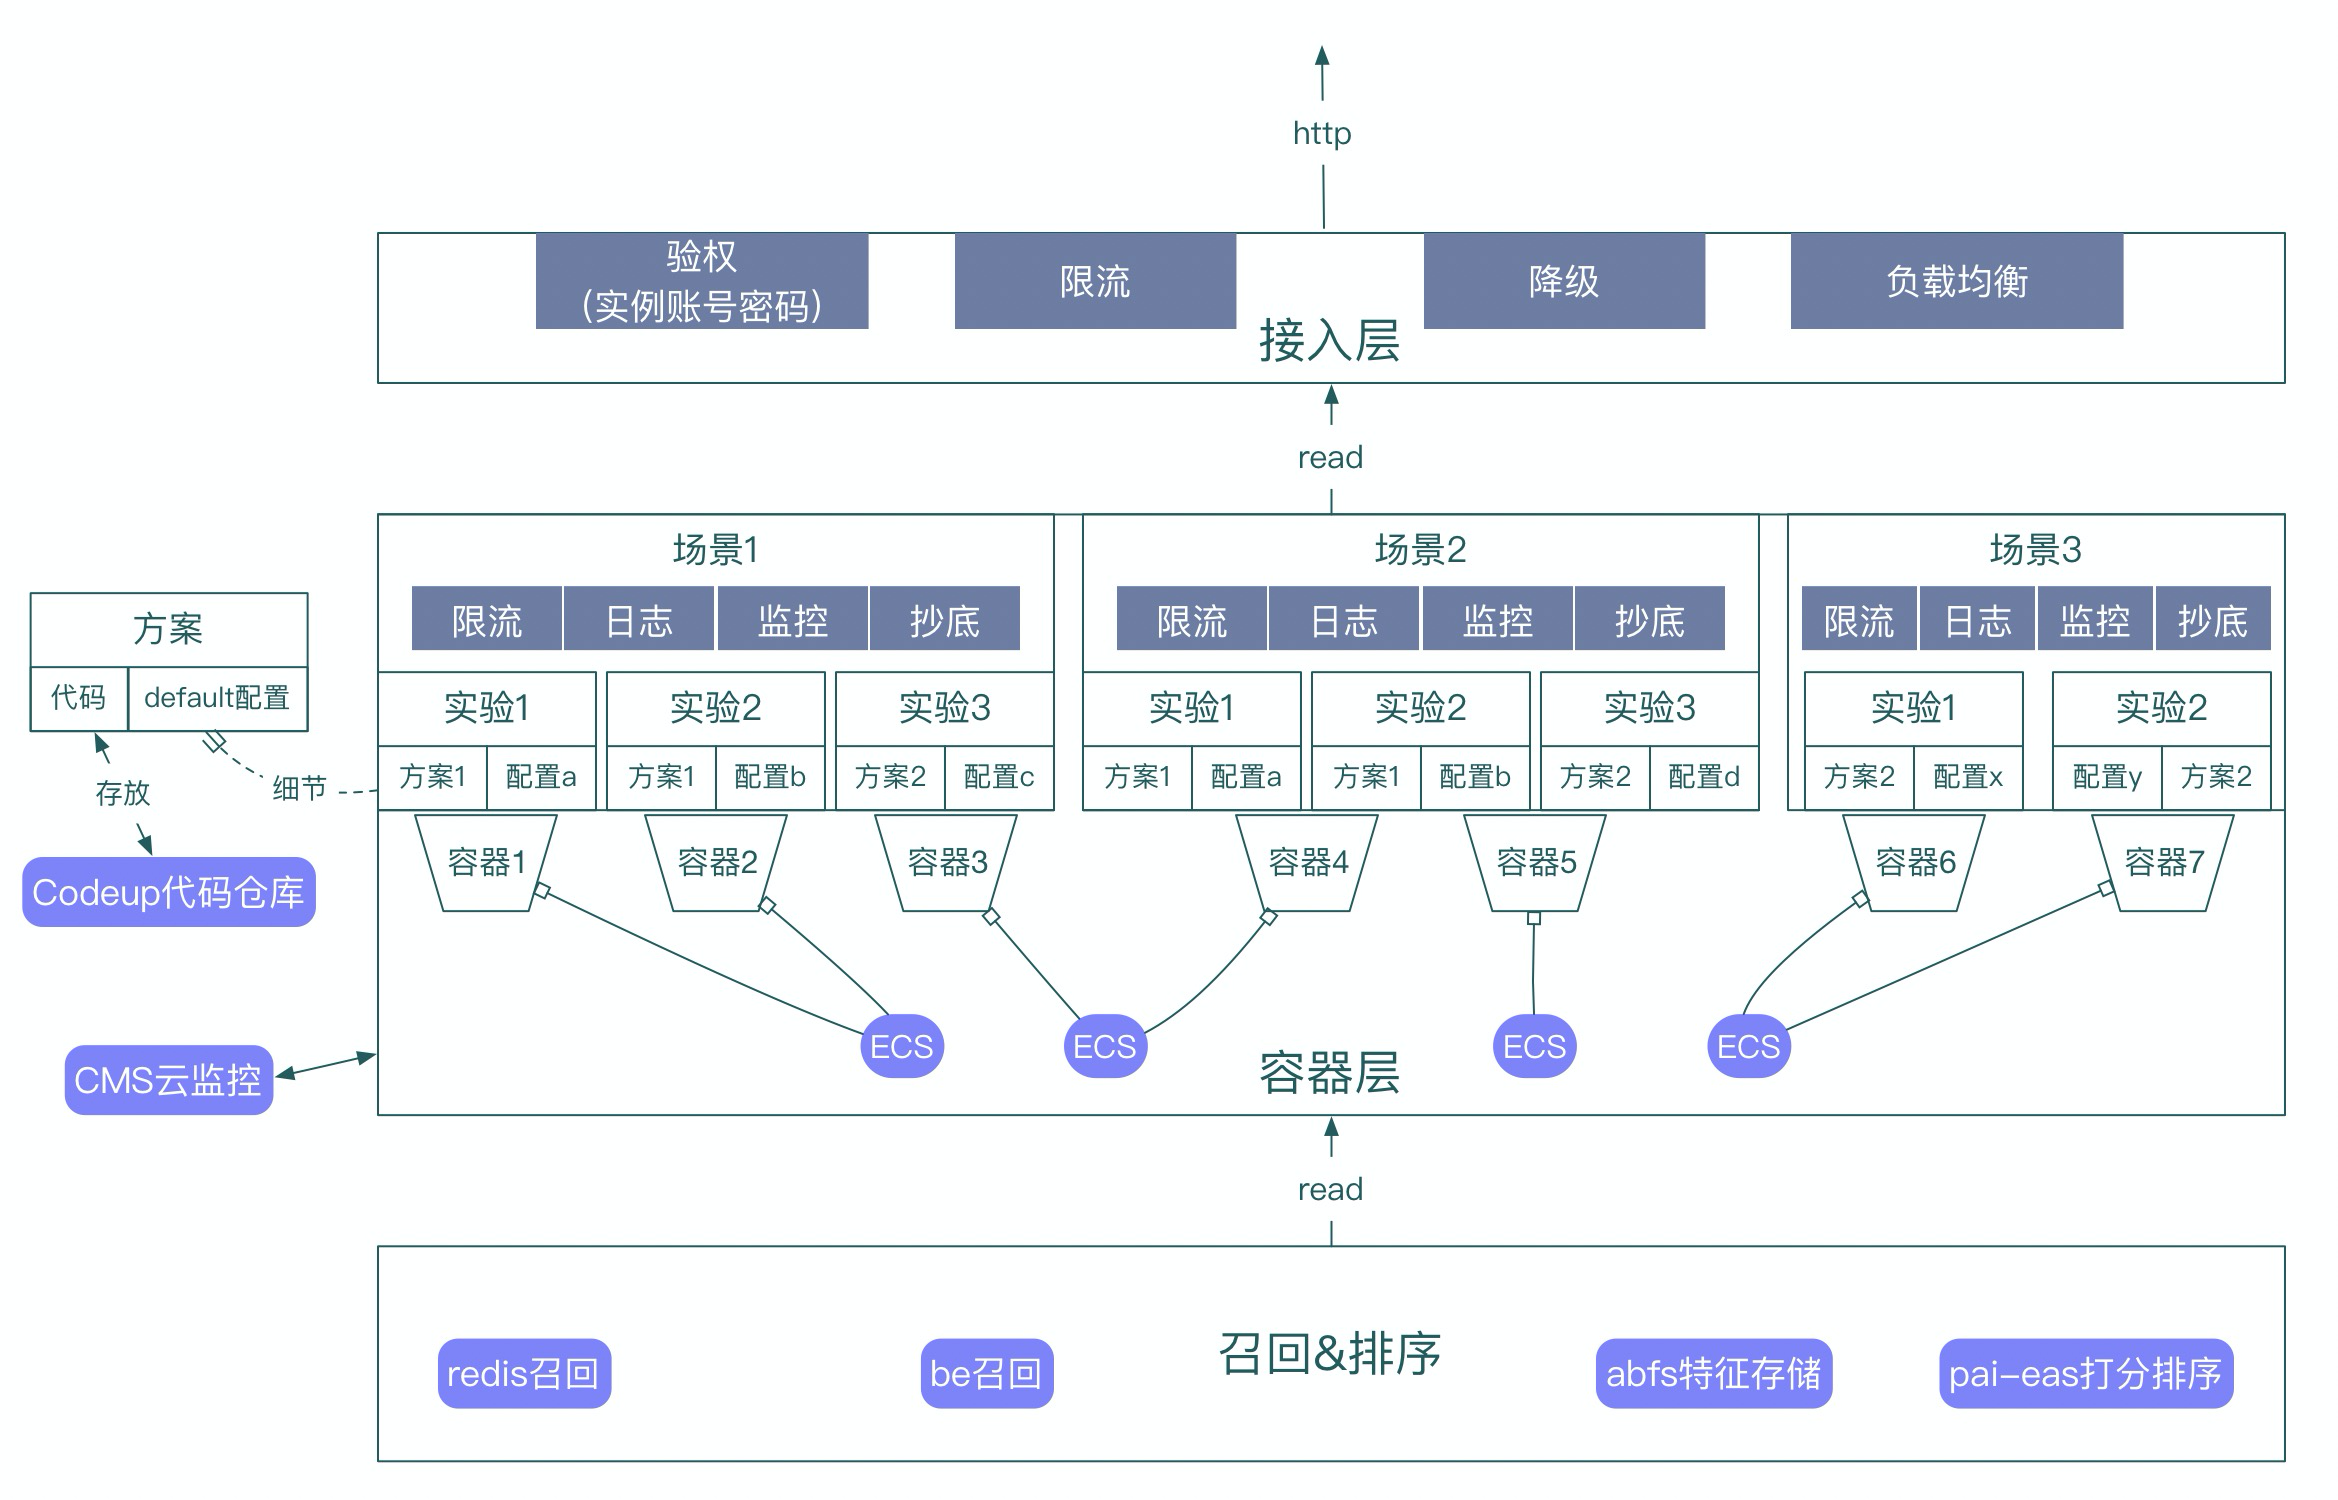 http
验权
(实例账号密码)
限流
降级
负载均衡
接入层
read
场景1
限流
日志
监控
抄底
实验1
方案1
配置a
实验2
方案1
配置b
实验3
方案2
配置c
场景2
限流
日志
监控
抄底
实验1
方案1
配置a
实验2
方案1
配置b
实验3
方案2
配置d
场景3
限流
日志
监控
抄底
实验1
方案2
配置x
实验2
配置y
方案2
方案
代码
default配置
存放
细节
Codeup代码仓库
CMS云监控
容器1
容器2
容器3
容器4
容器5
容器6
容器7
ECS
ECS
ECS
ECS
容器层
read
召回&排序
redis召回
be召回
abfs特征存储
pai-eas打分排序